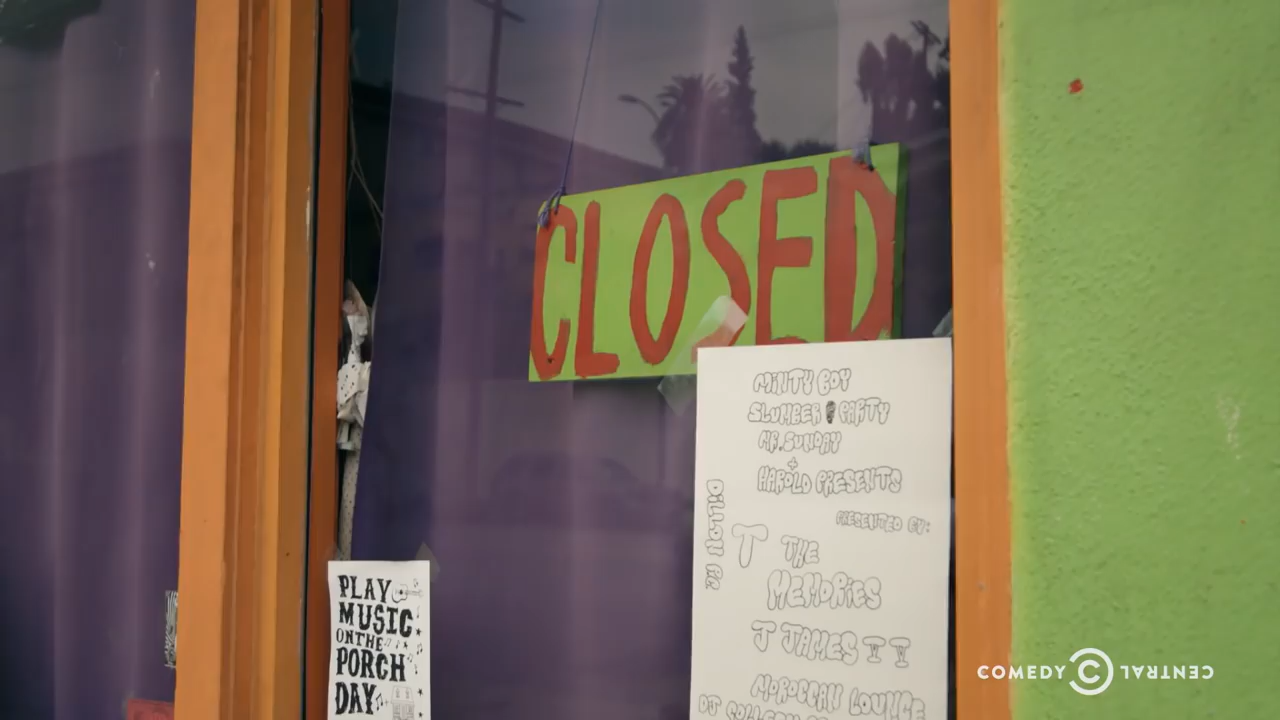 CLOSED
MINTY BOY
SLUMBER PARTY
MR. SUNDAY
+
HAROLD PRESENTS
PRESENTED BY:
T THE
MEMORIES
J JAMES
MOROCCAN LOUNGE
PLAY
MUSIC
ON THE
PORCH
DAY
COMEDY C CENTRAL